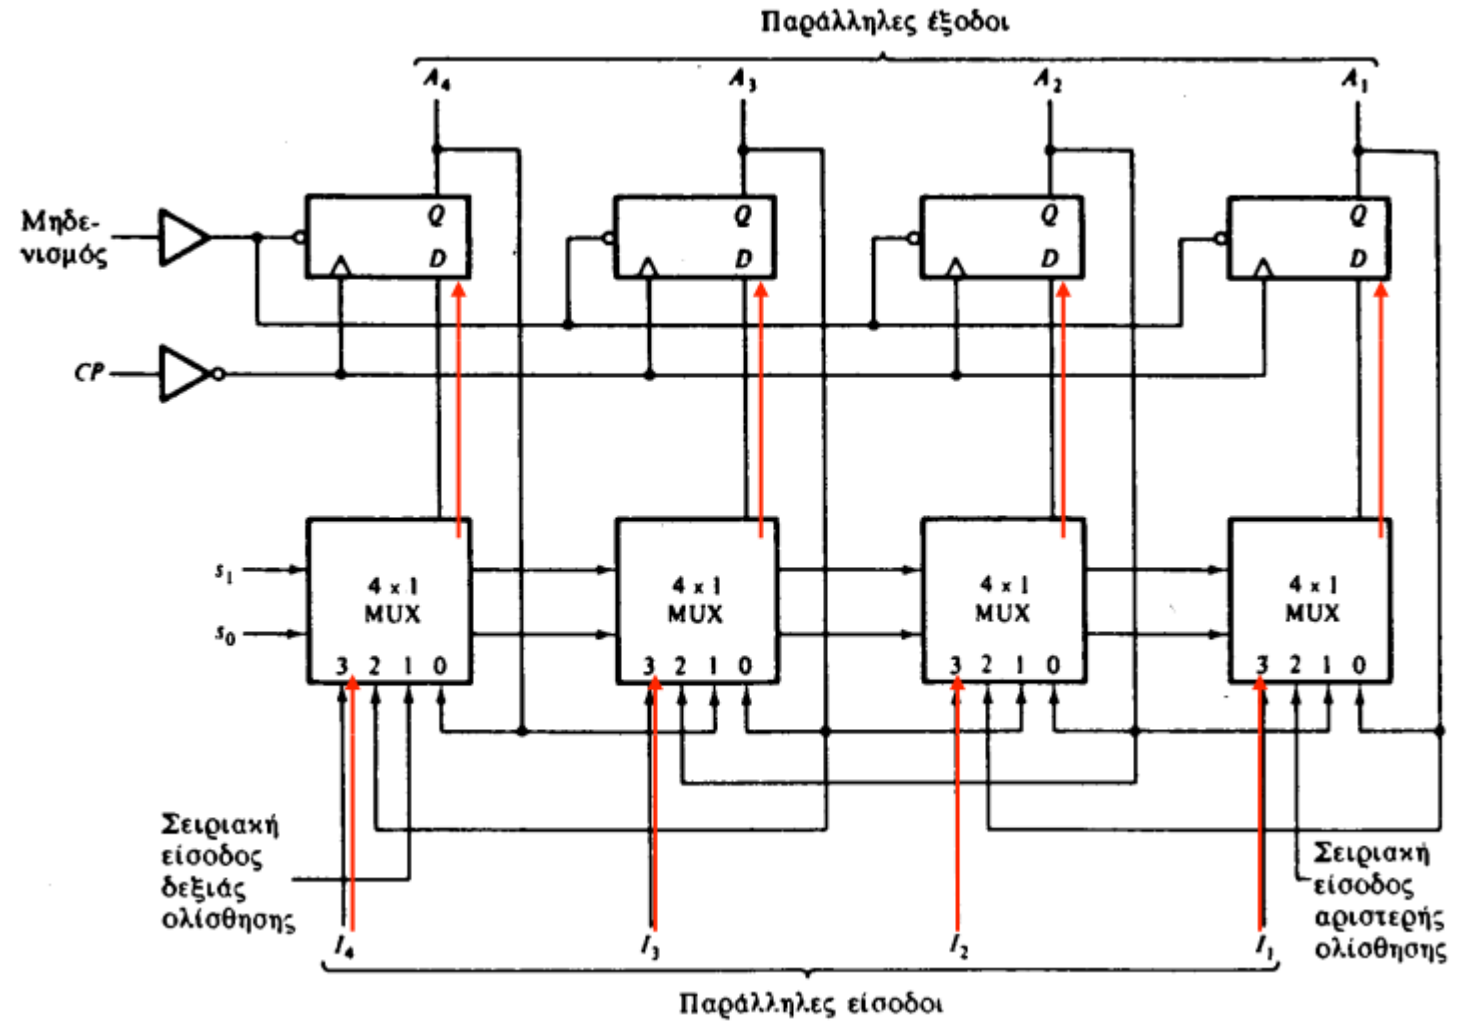 Παράλληλες έξοδοι
A4 A3 A2 A1
Q Q Q Q
Μηδε-
νισμός
D D D D
CP
s1
s0
4 x 1
MUX
4 x 1
MUX
4 x 1
MUX
4 x 1
MUX
3 2 1 0 3 2 1 0 3 2 1 0 3 2 1 0
Σειριακή
είσοδος
δεξιάς
ολίσθησης
Σειριακή
είσοδος
αριστερής
ολίσθησης
I4 I3 I2 I1
Παράλληλες είσοδοι